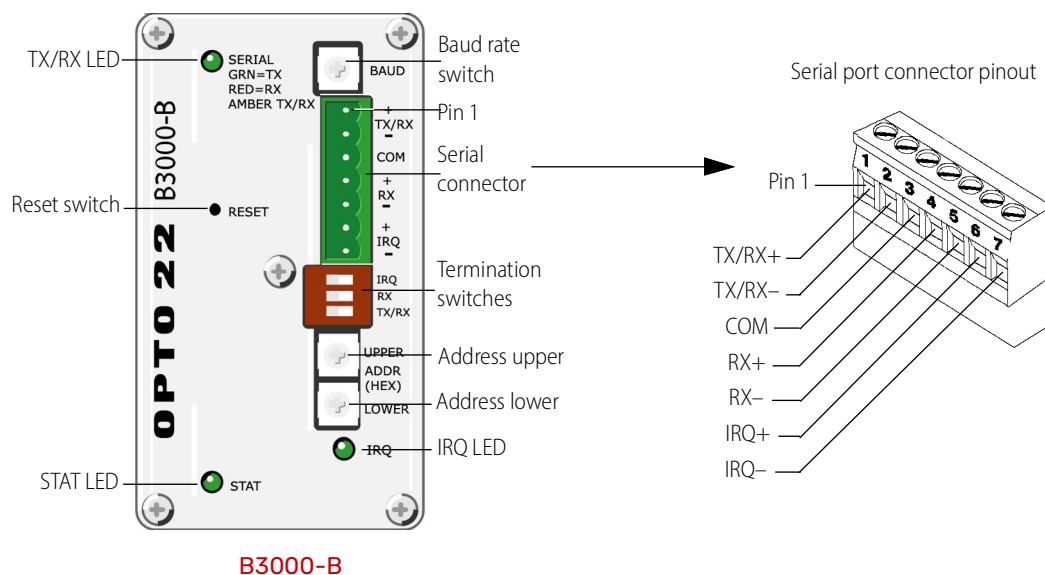 TX/RX LED
SERIAL
GRN=TX
RED=RX
AMBER TX/RX
BAUD
Baud rate
switch
Pin 1
+
TX/RX
−
COM
+
RX
−
+
IRQ
−
Serial
connector
Reset switch
RESET
OPTO 22 B3000-B
IRQ
RX
TX/RX
Termination
switches
UPPER
ADDR
(HEX)
LOWER
Address upper
Address lower
IRQ
IRQ LED
STAT LED
STAT
B3000-B
Serial port connector pinout
Pin 1
1 2 3 4 5 6 7
TX/RX+
TX/RX–
COM
RX+
RX–
IRQ+
IRQ–